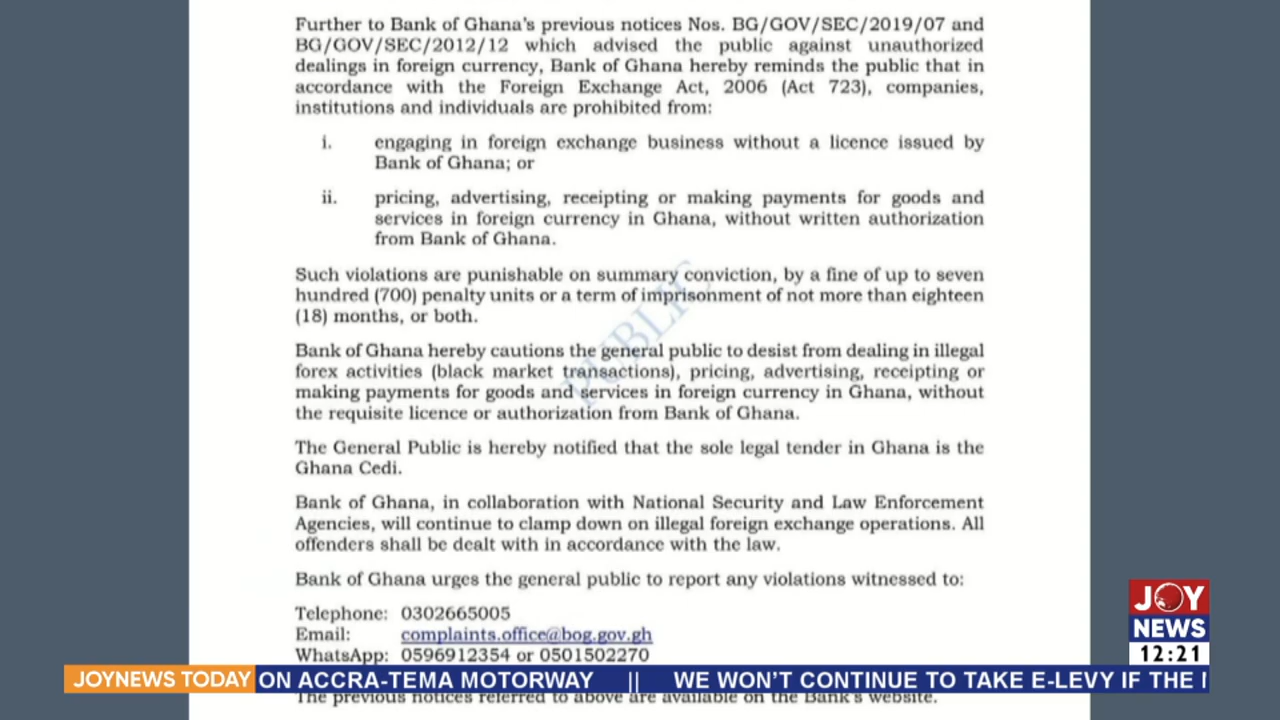 Further to Bank of Ghana's previous notices Nos. BG/GOV/SEC/2019/07 and
BG/GOV/SEC/2012/12 which advised the public against unauthorized
dealings in foreign currency, Bank of Ghana hereby reminds the public that in
accordance with the Foreign Exchange Act, 2006 (Act 723), companies,
institutions and individuals are prohibited from:
i. engaging in foreign exchange business without a licence issued by
Bank of Ghana; or
ii. pricing, advertising, receipting or making payments for goods and
services in foreign currency in Ghana, without written authorization
from Bank of Ghana.
Such violations are punishable on summary conviction, by a fine of up to seven
hundred (700) penalty units or a term of imprisonment of not more than eighteen
(18) months, or both.
Bank of Ghana hereby cautions the general public to desist from dealing in illegal
forex activities (black market transactions), pricing, advertising, receipting or
making payments for goods and services in foreign currency in Ghana, without
the requisite licence or authorization from Bank of Ghana.
The General Public is hereby notified that the sole legal tender in Ghana is the
Ghana Cedi.
Bank of Ghana, in collaboration with National Security and Law Enforcement
Agencies, will continue to clamp down on illegal foreign exchange operations. All
offenders shall be dealt with in accordance with the law.
Bank of Ghana urges the general public to report any violations witnessed to:
Telephone: 0302665005
Email: complaints.office@bog.gov.gh
WhatsApp: 0596912354 or 0501502270
The previous notices referred to above are available on the Bank's website.
PUBLIC
JOY
NEWS
12:21
JOYNEWS TODAY ON ACCRA-TEMA MOTORWAY || WE WON'T CONTINUE TO TAKE E-LEVY IF THE